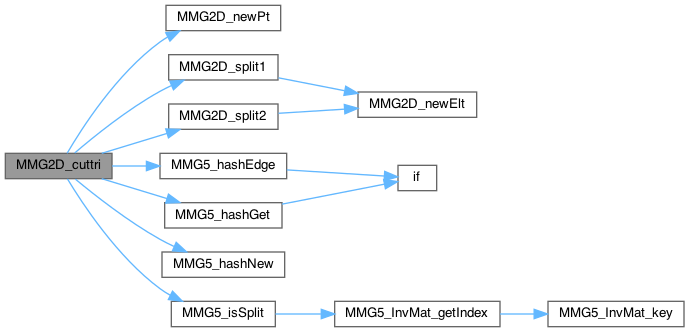 MMG2D_newPt
MMG2D_split1
MMG2D_newElt
MMG2D_split2
MMG2D_cuttri
MMG5_hashEdge
if
MMG5_hashGet
MMG5_hashNew
MMG5_isSplit
MMG5_InvMat_getIndex
MMG5_InvMat_key